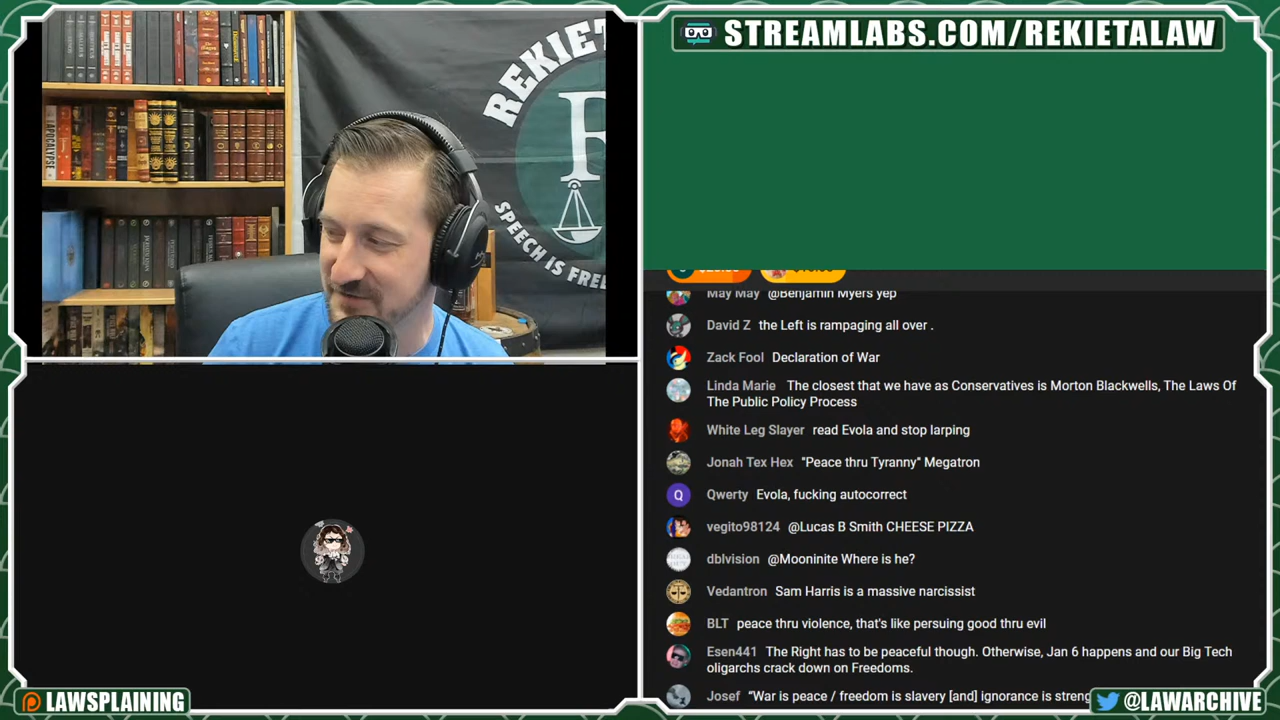 STREAMLABS.COM/REKIETALAW
REKIET
R
SPEECH IS FREE
APOCALYPSE
May May @Benjamin Myers yep
David Z the Left is rampaging all over .
Zack Fool Declaration of War
Linda Marie The closest that we have as Conservatives is Morton Blackwells, The Laws Of
The Public Policy Process
White Leg Slayer read Evola and stop larping
Jonah Tex Hex "Peace thru Tyranny" Megatron
Q Qwerty Evola, fucking autocorrect
vegito98124 @Lucas B Smith CHEESE PIZZA
dblvision @Mooninite Where is he?
Vedantron Sam Harris is a massive narcissist
BLT peace thru violence, that's like persuing good thru evil
Esen441 The Right has to be peaceful though. Otherwise, Jan 6 happens and our Big Tech
oligarchs crack down on Freedoms.
Josef “War is peace / freedom is slavery [and] ignorance is
LAWSPLAINING
@LAWARCHIVE